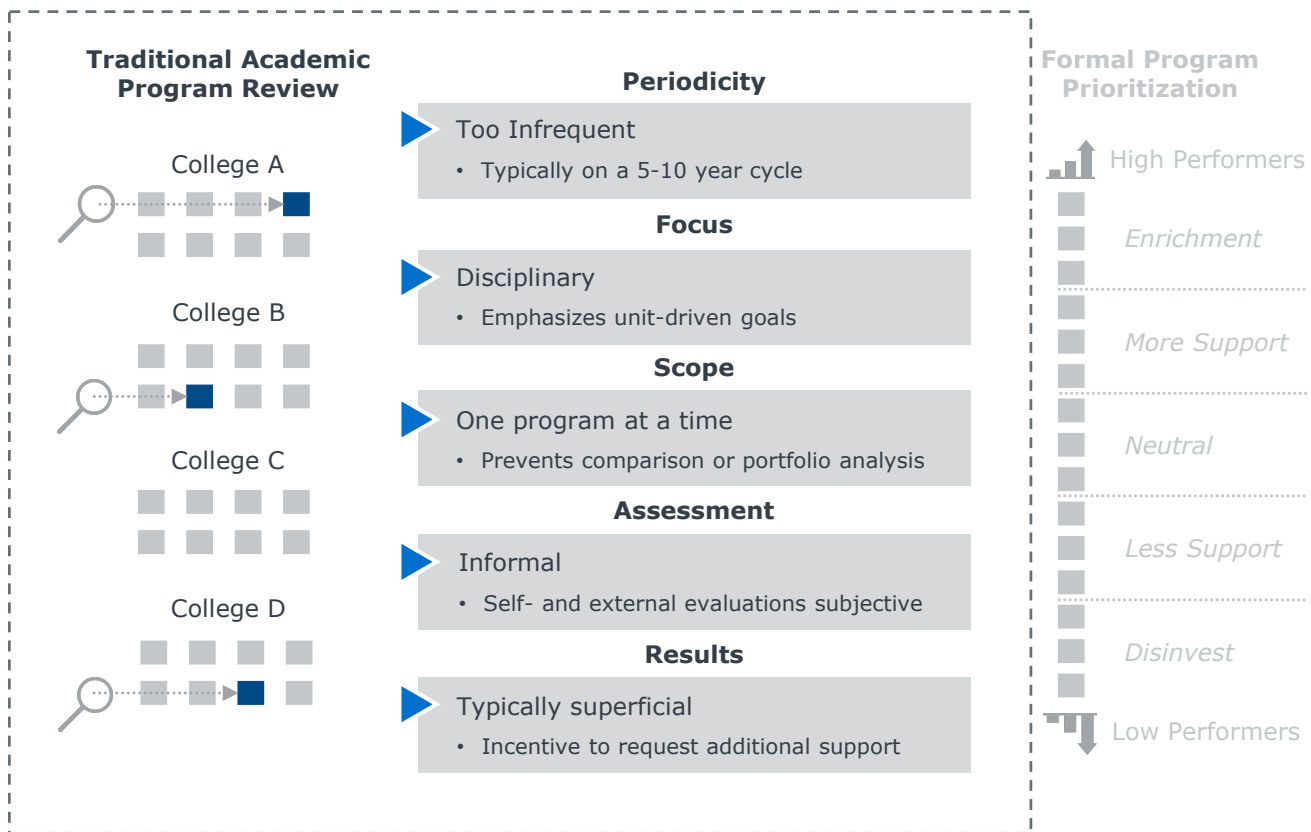 Traditional Academic
Program Review
College A
College B
College C
College D
Periodicity
Too Infrequent
• Typically on a 5-10 year cycle
Focus
Disciplinary
• Emphasizes unit-driven goals
Scope
One program at a time
• Prevents comparison or portfolio analysis
Assessment
Informal
• Self- and external evaluations subjective
Results
Typically superficial
• Incentive to request additional support
Formal Program
Prioritization
High Performers
Enrichment
More Support
Neutral
Less Support
Disinvest
Low Performers